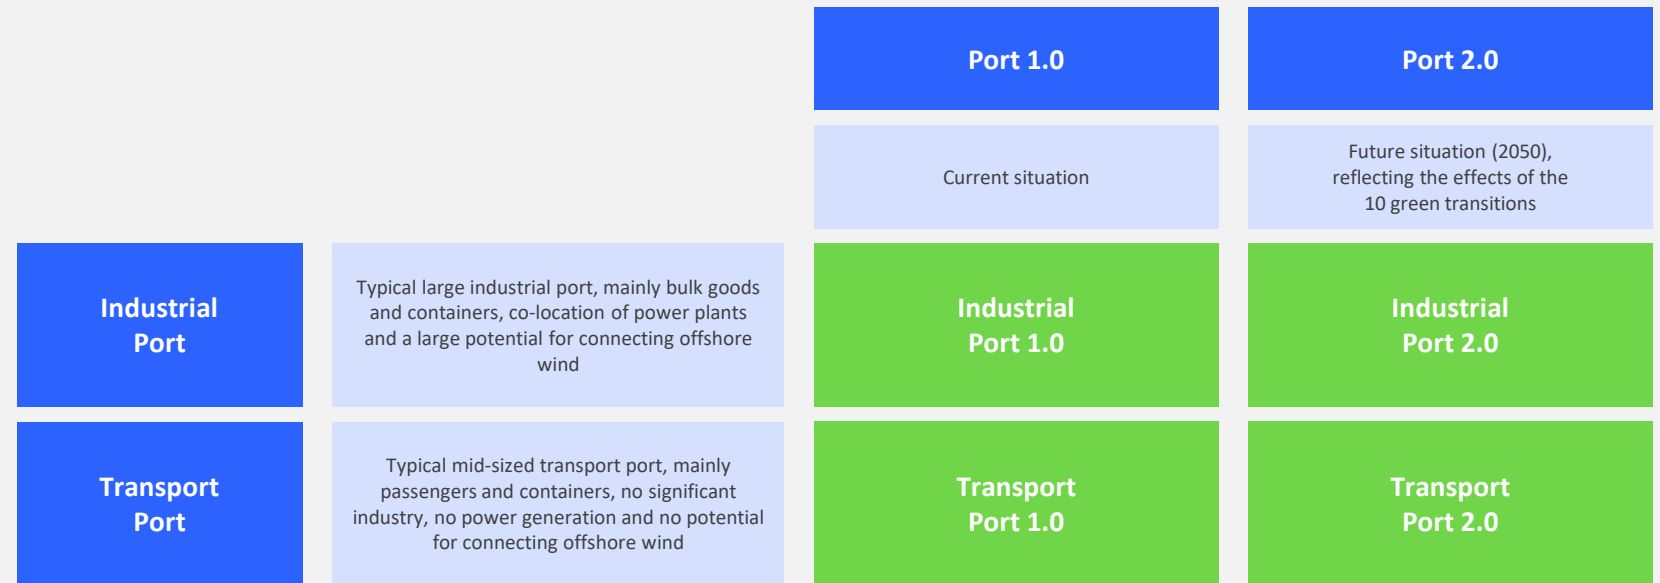 Port 1.0
Port 2.0
Current situation
Future situation (2050),
reflecting the effects of the
10 green transitions
Industrial
Port
Typical large industrial port, mainly bulk goods
and containers, co-location of power plants
and a large potential for connecting offshore
wind
Industrial
Port 1.0
Industrial
Port 2.0
Transport
Port
Typical mid-sized transport port, mainly
passengers and containers, no significant
industry, no power generation and no potential
for connecting offshore wind
Transport
Port 1.0
Transport
Port 2.0